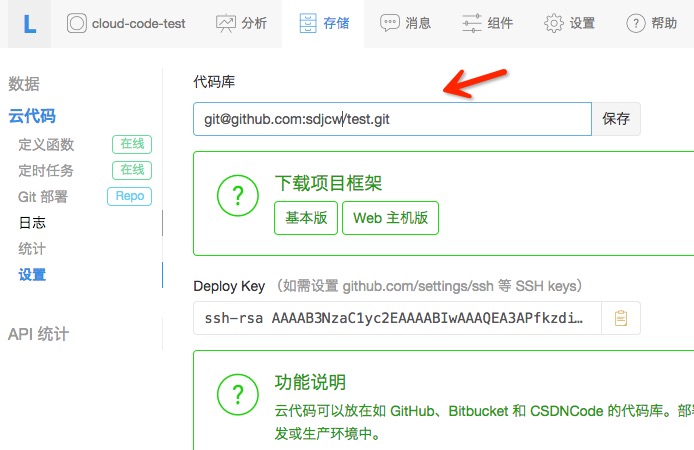 L cloud-code-test 分析 存储 消息 组件 设置 帮助
数据
云代码
定义函数 在线
定时任务 在线
Git 部署 Repo
日志
统计
设置
API 统计
代码库
git@github.com:sdjcw/test.git 保存
? 下载项目框架
基本版 Web 主机版
Deploy Key （如需设置 github.com/settings/ssh 等 SSH keys）
ssh-rsa AAAAB3NzaC1yc2EAAAABIwAAAQEA3APfkzdi…
? 功能说明
云代码可以放在如 GitHub、Bitbucket 和 CSDNCode 的代码库。部署
发或生产环境中。